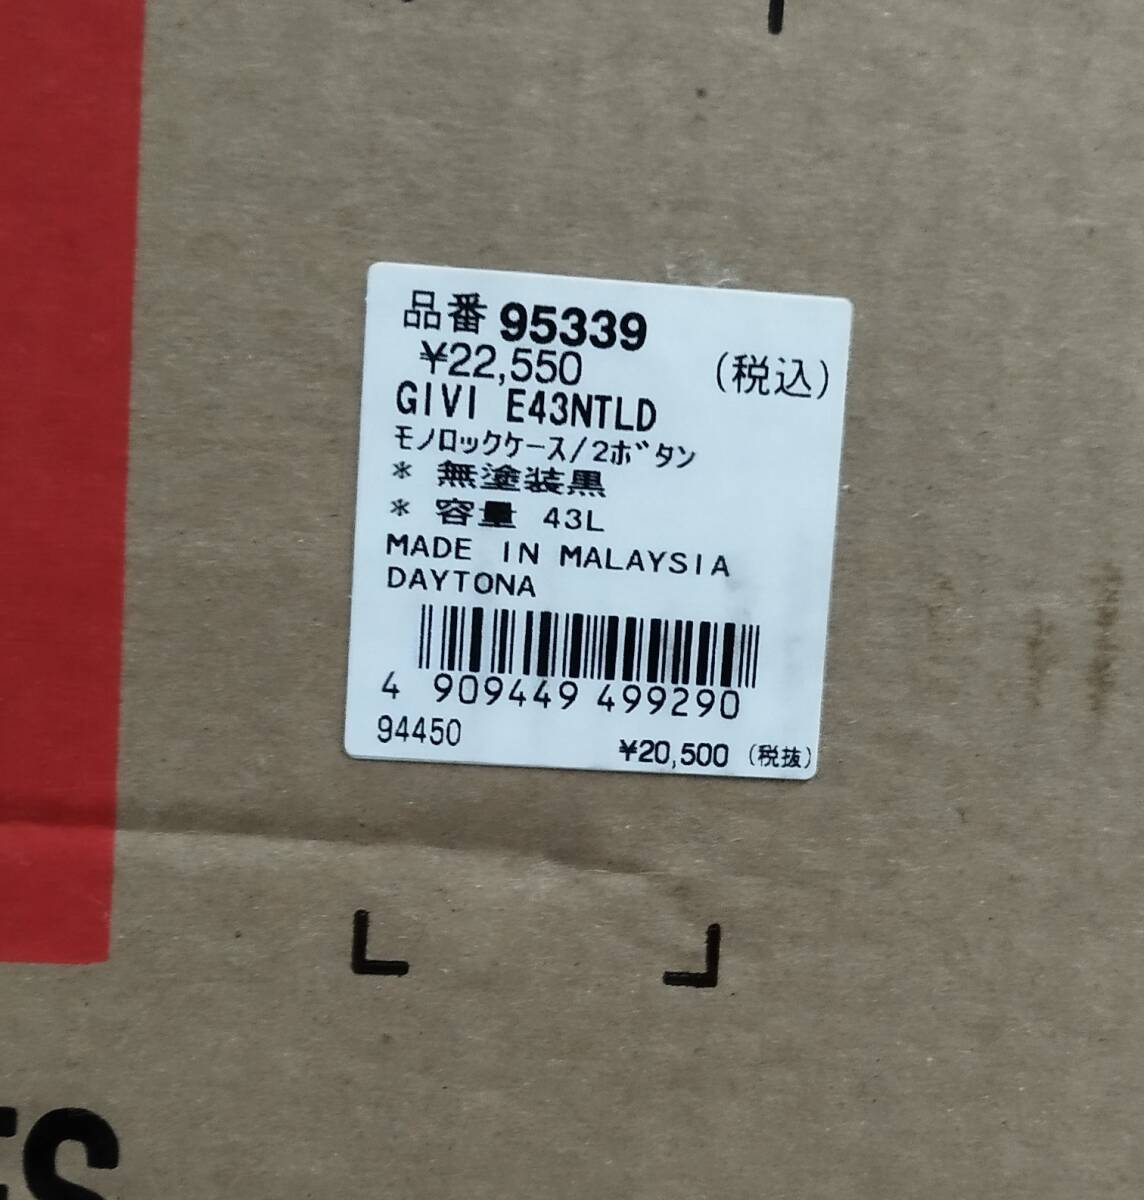 品番 95339
¥22,550 (税込)
GIVI E43NTLD
モノロックケース/2ボタン
* 無塗装黒
* 容量 43L
MADE IN MALAYSIA
DAYTONA
4 909449 499290
94450 ¥20,500 (税抜)
ES